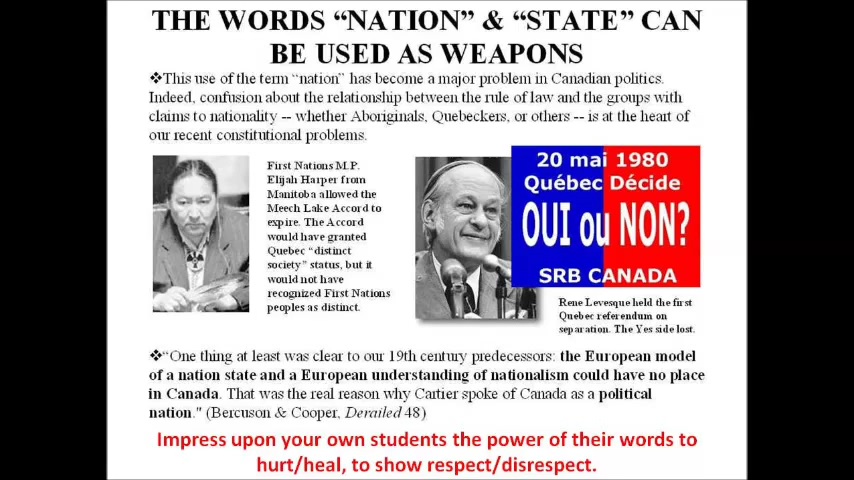 THE WORDS “NATION” & “STATE” CAN
BE USED AS WEAPONS
❖This use of the term “nation” has become a major problem in Canadian politics.
Indeed, confusion about the relationship between the rule of law and the groups with
claims to nationality -- whether Aboriginals, Quebeckers, or others -- is at the heart of
our recent constitutional problems.
First Nations M.P.
Elijah Harper from
Manitoba allowed the
Meech Lake Accord to
expire. The Accord
would have granted
Quebec “distinct
society” status, but it
would not have
recognized First Nations
peoples as distinct.
20 mai 1980
Québec Décide
OUI ou NON?
SRB CANADA
Rene Levesque held the first
Quebec referendum on
separation. The Yes side lost.
❖“One thing at least was clear to our 19th century predecessors: the European model
of a nation state and a European understanding of nationalism could have no place
in Canada. That was the real reason why Cartier spoke of Canada as a political
nation." (Bercuson & Cooper, Derailed 48)
Impress upon your own students the power of their words to
hurt/heal, to show respect/disrespect.